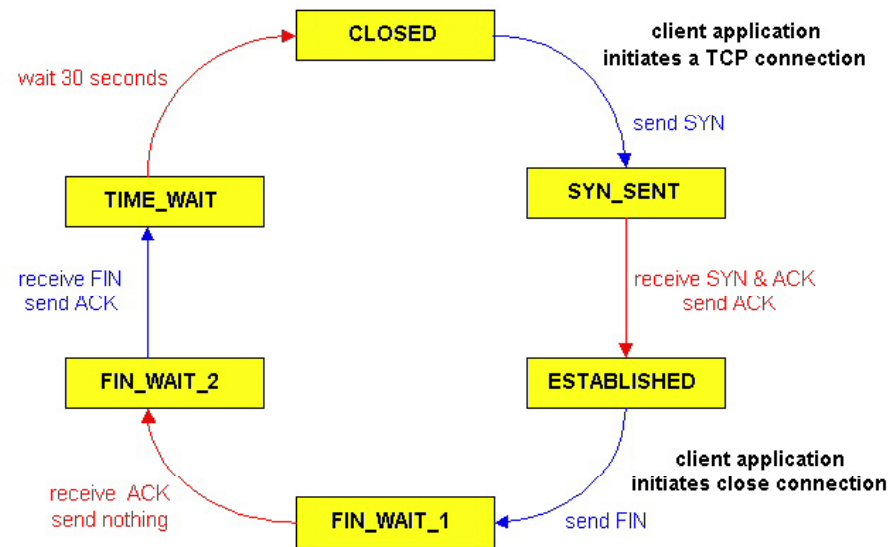 CLOSED
client application
initiates a TCP connection
wait 30 seconds
send SYN
TIME_WAIT
SYN_SENT
receive FIN
send ACK
receive SYN & ACK
send ACK
FIN_WAIT_2
ESTABLISHED
client application
initiates close connection
receive ACK
send nothing
FIN_WAIT_1
send FIN